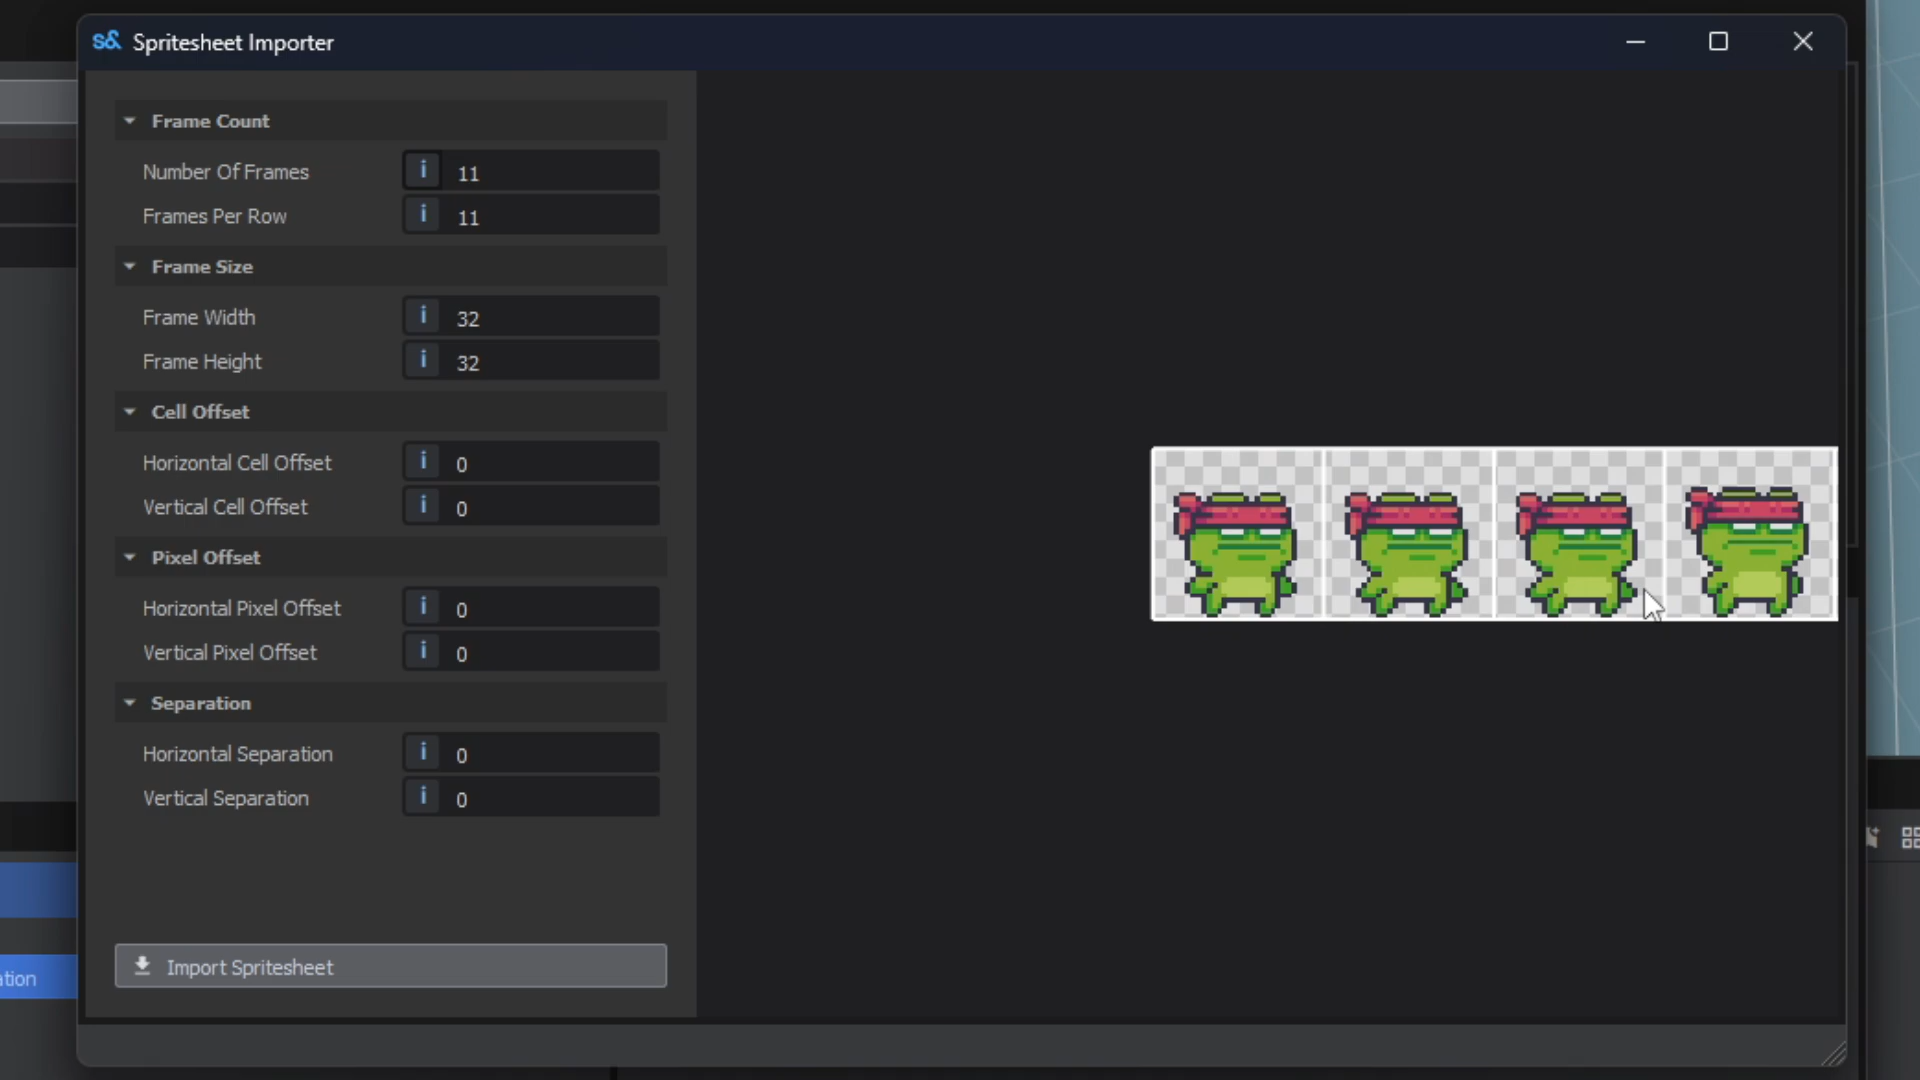 s& Spritesheet Importer
Frame Count
Number Of Frames i 11
Frames Per Row i 11
Frame Size
Frame Width i 32
Frame Height i 32
Cell Offset
Horizontal Cell Offset i 0
Vertical Cell Offset i 0
Pixel Offset
Horizontal Pixel Offset i 0
Vertical Pixel Offset i 0
Separation
Horizontal Separation i 0
Vertical Separation i 0
Import Spritesheet
ation